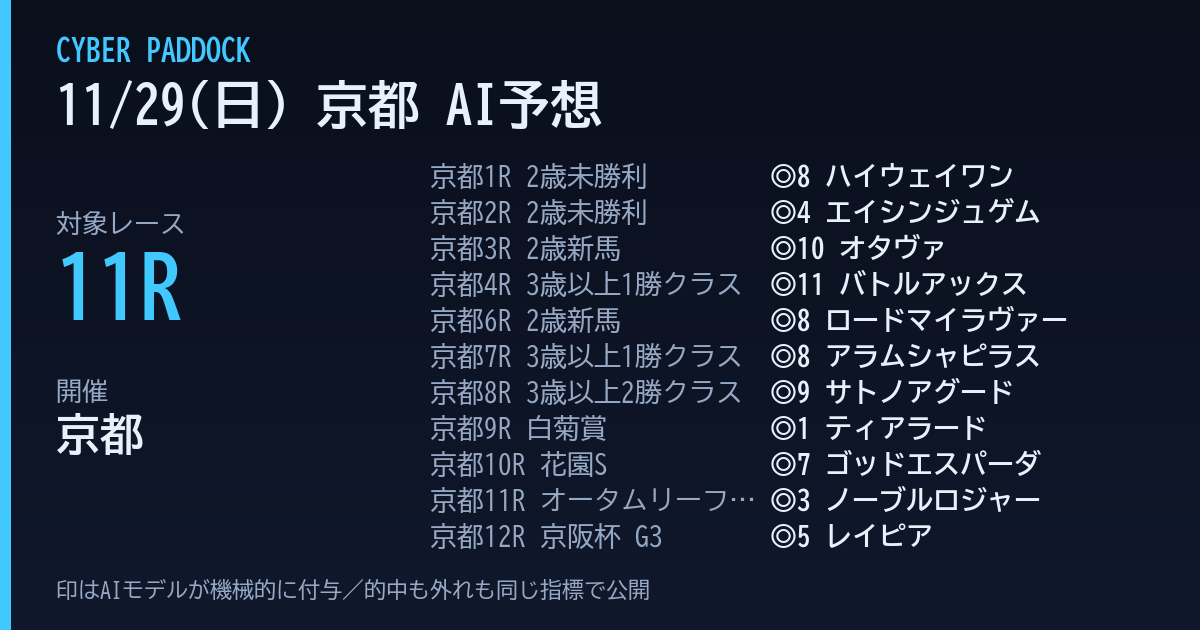 CYBER PADDOCK
11/29(日) 京都 AI予想
対象レース
11R
開催
京都
京都1R 2歳未勝利 ◎8 ハイウェイワン
京都2R 2歳未勝利 ◎4 エイシンジュゲム
京都3R 2歳新馬 ◎10 オタヴァ
京都4R 3歳以上1勝クラス ◎11 バトルアックス
京都6R 2歳新馬 ◎8 ロードマイラヴァー
京都7R 3歳以上1勝クラス ◎8 アラムシャピラス
京都8R 3歳以上2勝クラス ◎9 サトノアグード
京都9R 白菊賞 ◎1 ティアラード
京都10R 花園S ◎7 ゴッドエスパーダ
京都11R オータムリーフ… ◎3 ノーブルロジャー
京都12R 京阪杯 G3 ◎5 レイピア
印はAIモデルが機械的に付与／的中も外れも同じ指標で公開